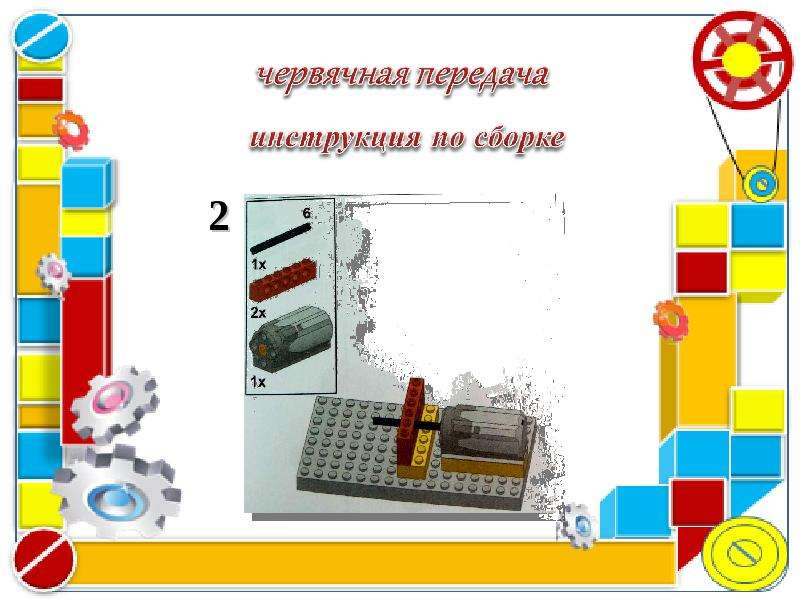 червячная передача
инструкция по сборке
2
6
1x
2x
1x